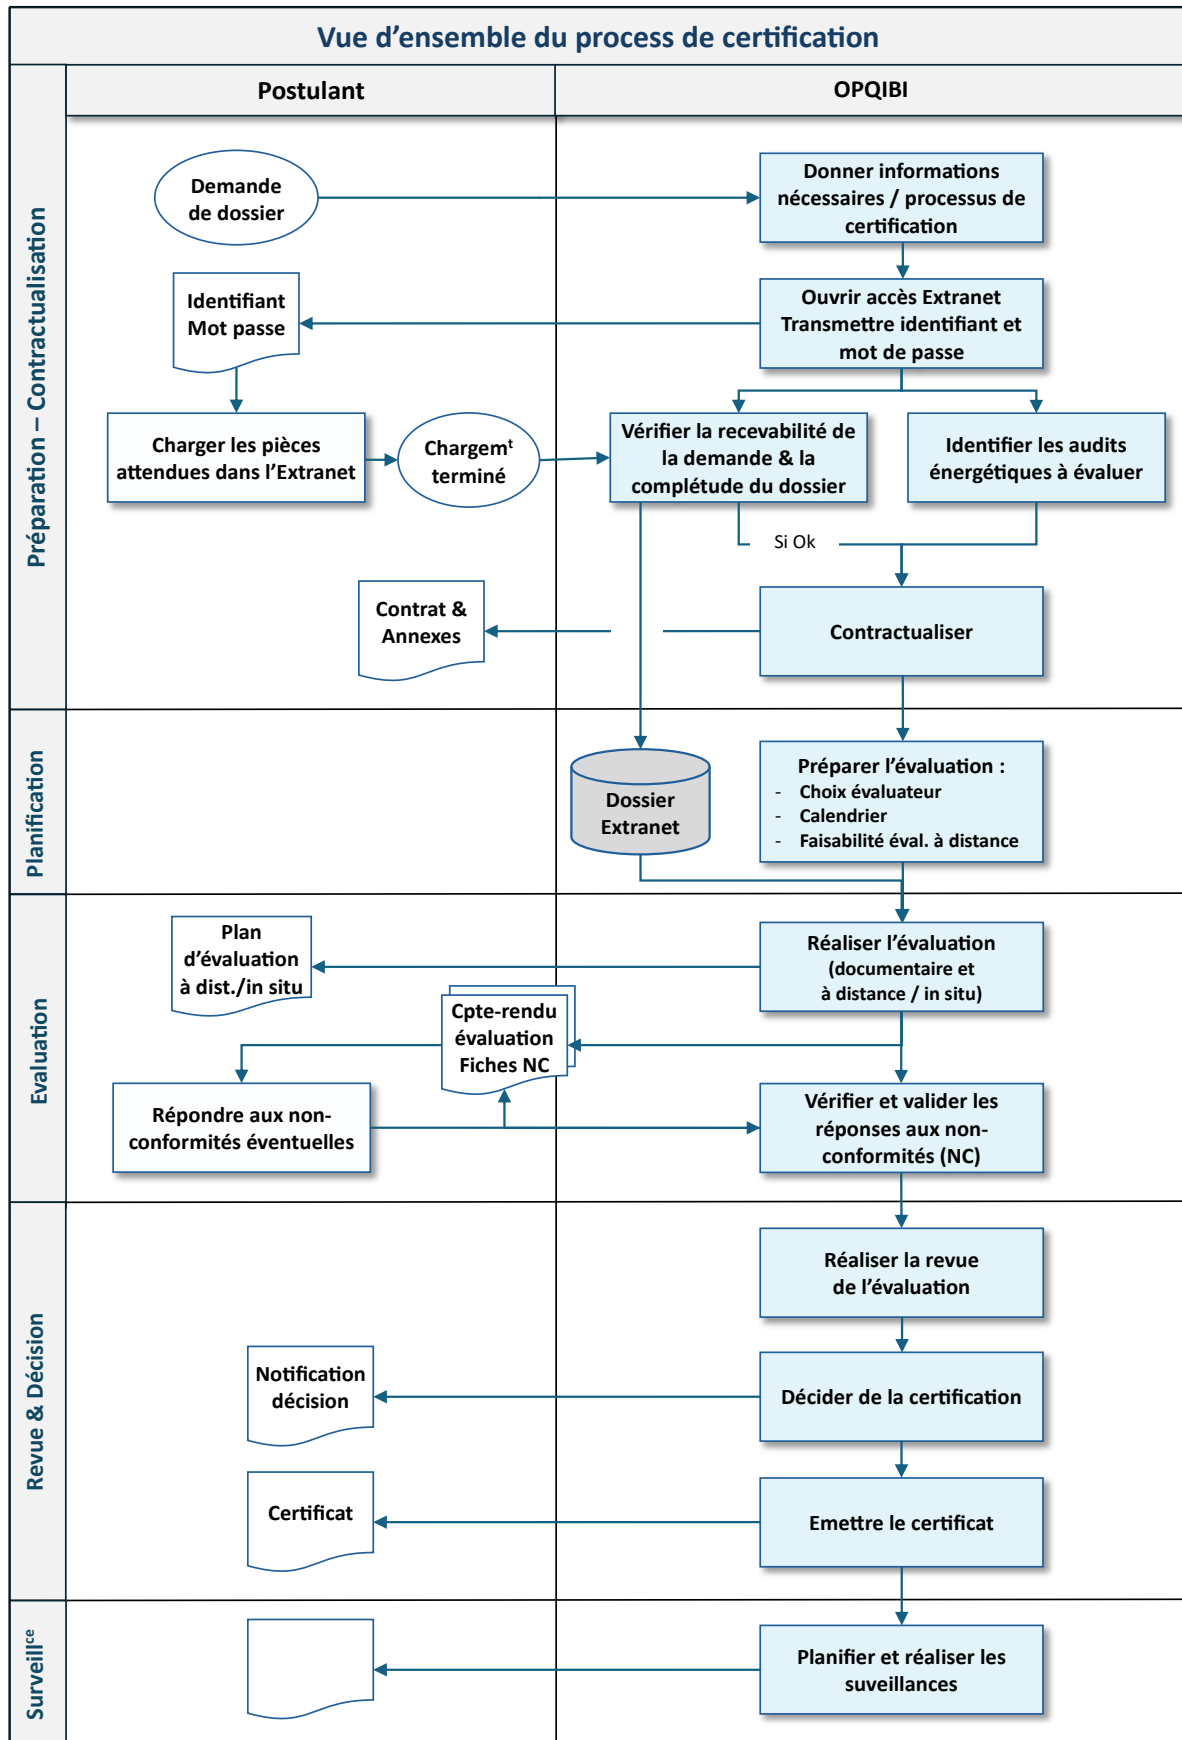 Vue d'ensemble du process de certification
Postulant
OPQIBI
Préparation – Contractualisation
Demande
de dossier
Donner informations
nécessaires / processus de
certification
Identifiant
Mot passe
Ouvrir accès Extranet
Transmettre identifiant et
mot de passe
Charger les pièces
attendues dans l'Extranet
Chargemᵗ
terminé
Vérifier la recevabilité de
la demande & la
complétude du dossier
Identifier les audits
énergétiques à évaluer
Si Ok
Contrat &
Annexes
Contractualiser
Planification
Dossier
Extranet
Préparer l'évaluation :
- Choix évaluateur
- Calendrier
- Faisabilité éval. à distance
Evaluation
Plan
d'évaluation
à dist./in situ
Réaliser l'évaluation
(documentaire et
à distance / in situ)
Cpte-rendu
évaluation
Fiches NC
Répondre aux non-
conformités éventuelles
Vérifier et valider les
réponses aux non-
conformités (NC)
Revue & Décision
Réaliser la revue
de l'évaluation
Notification
décision
Décider de la certification
Certificat
Emettre le certificat
Surveillᶜᵉ
Planifier et réaliser les
suveillances